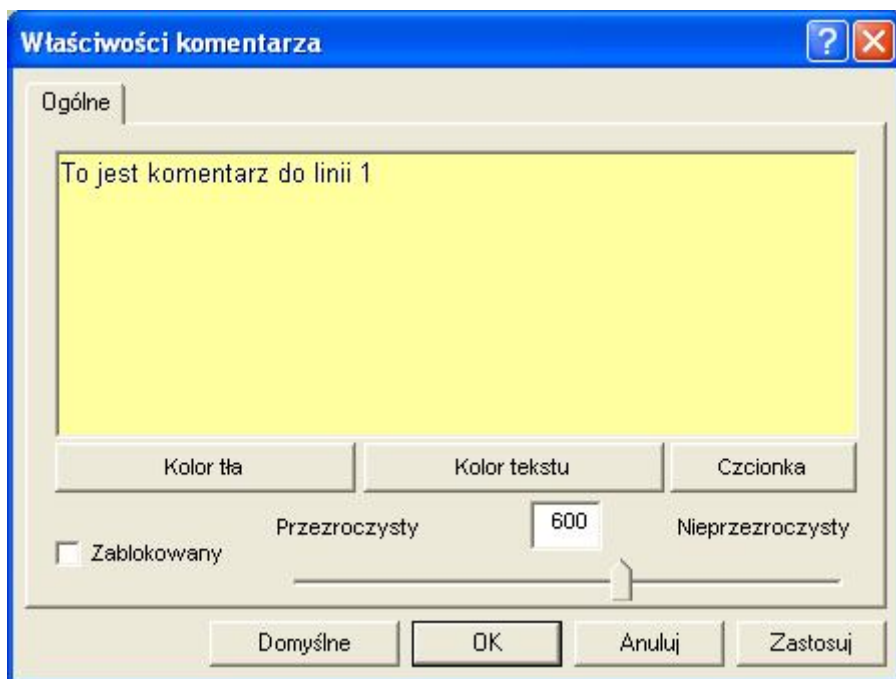 Właściwości komentarza
Ogólne
To jest komentarz do linii 1
Kolor tła Kolor tekstu Czcionka
Przezroczysty 600 Nieprzezroczysty
Zablokowany
Domyślne OK Anuluj Zastosuj